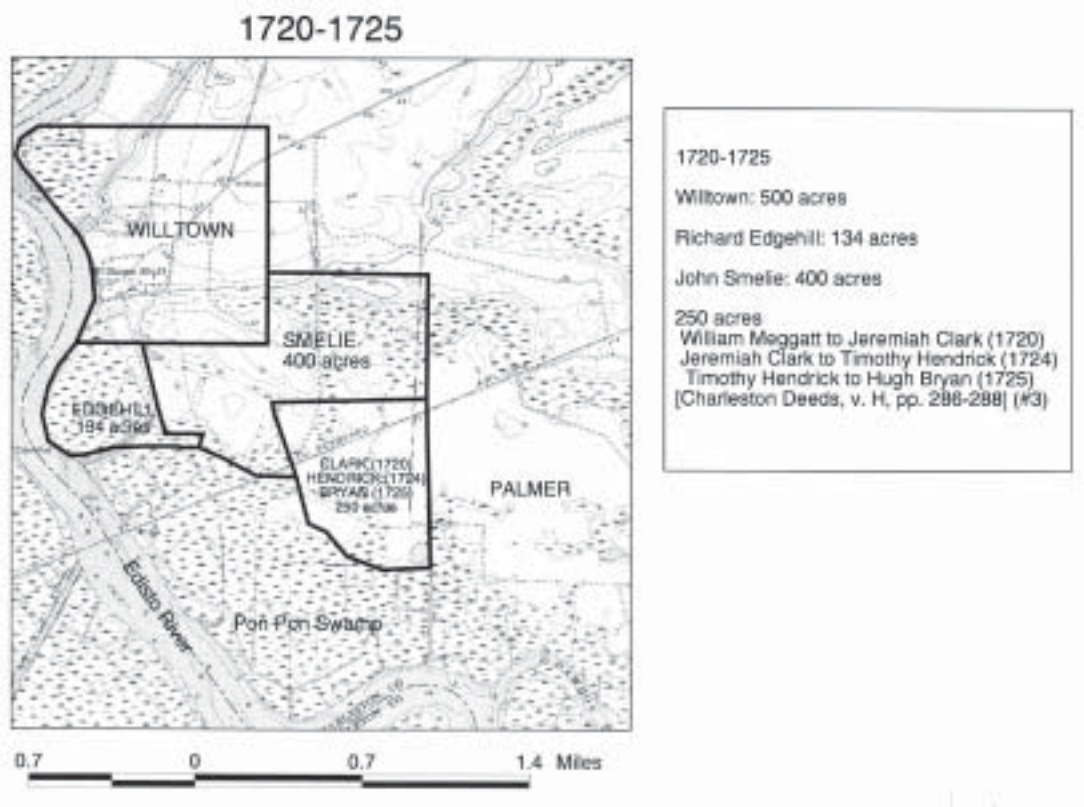 1720-1725
WILLTOWN
SMELIE
400 acres
EDGEHILL
134 acres
CLARK(1720)
HENDRICK(1724)
BRYAN (1725)
250 acres
PALMER
Edisto River
Pon Pon Swamp
0.7 0 0.7 1.4 Miles
1720-1725
Willtown: 500 acres
Richard Edgehill: 134 acres
John Smelie: 400 acres
250 acres
William Meggatt to Jeremiah Clark (1720)
Jeremiah Clark to Timothy Hendrick (1724)
Timothy Hendrick to Hugh Bryan (1725)
[Charleston Deeds, v. H, pp. 286-288] (#3)